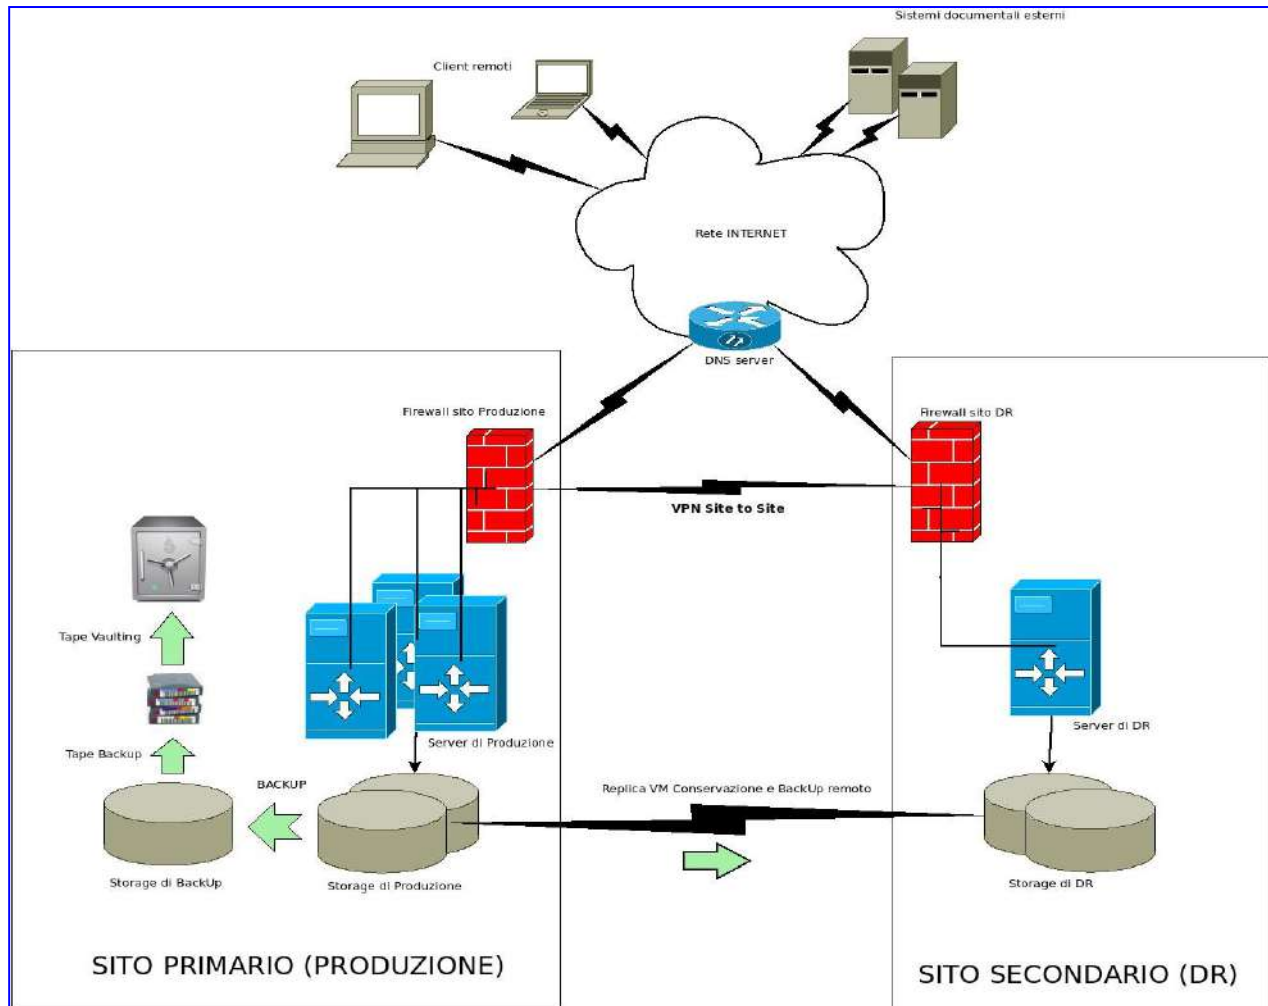 Sistemi documentali esterni
Client remoti
Rete INTERNET
DNS server
Firewall sito Produzione
Firewall sito DR
VPN Site to Site
Tape Vaulting
Server di Produzione
Server di DR
Tape Backup
BACKUP
Replica VM Conservazione e BackUp remoto
Storage di BackUp
Storage di Produzione
Storage di DR
SITO PRIMARIO (PRODUZIONE)
SITO SECONDARIO (DR)